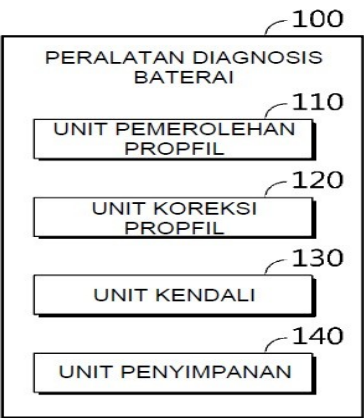 100
PERALATAN DIAGNOSIS
BATERAI
110
UNIT PEMEROLEHAN
PROPFIL
120
UNIT KOREKSI
PROPFIL
130
UNIT KENDALI
140
UNIT PENYIMPANAN